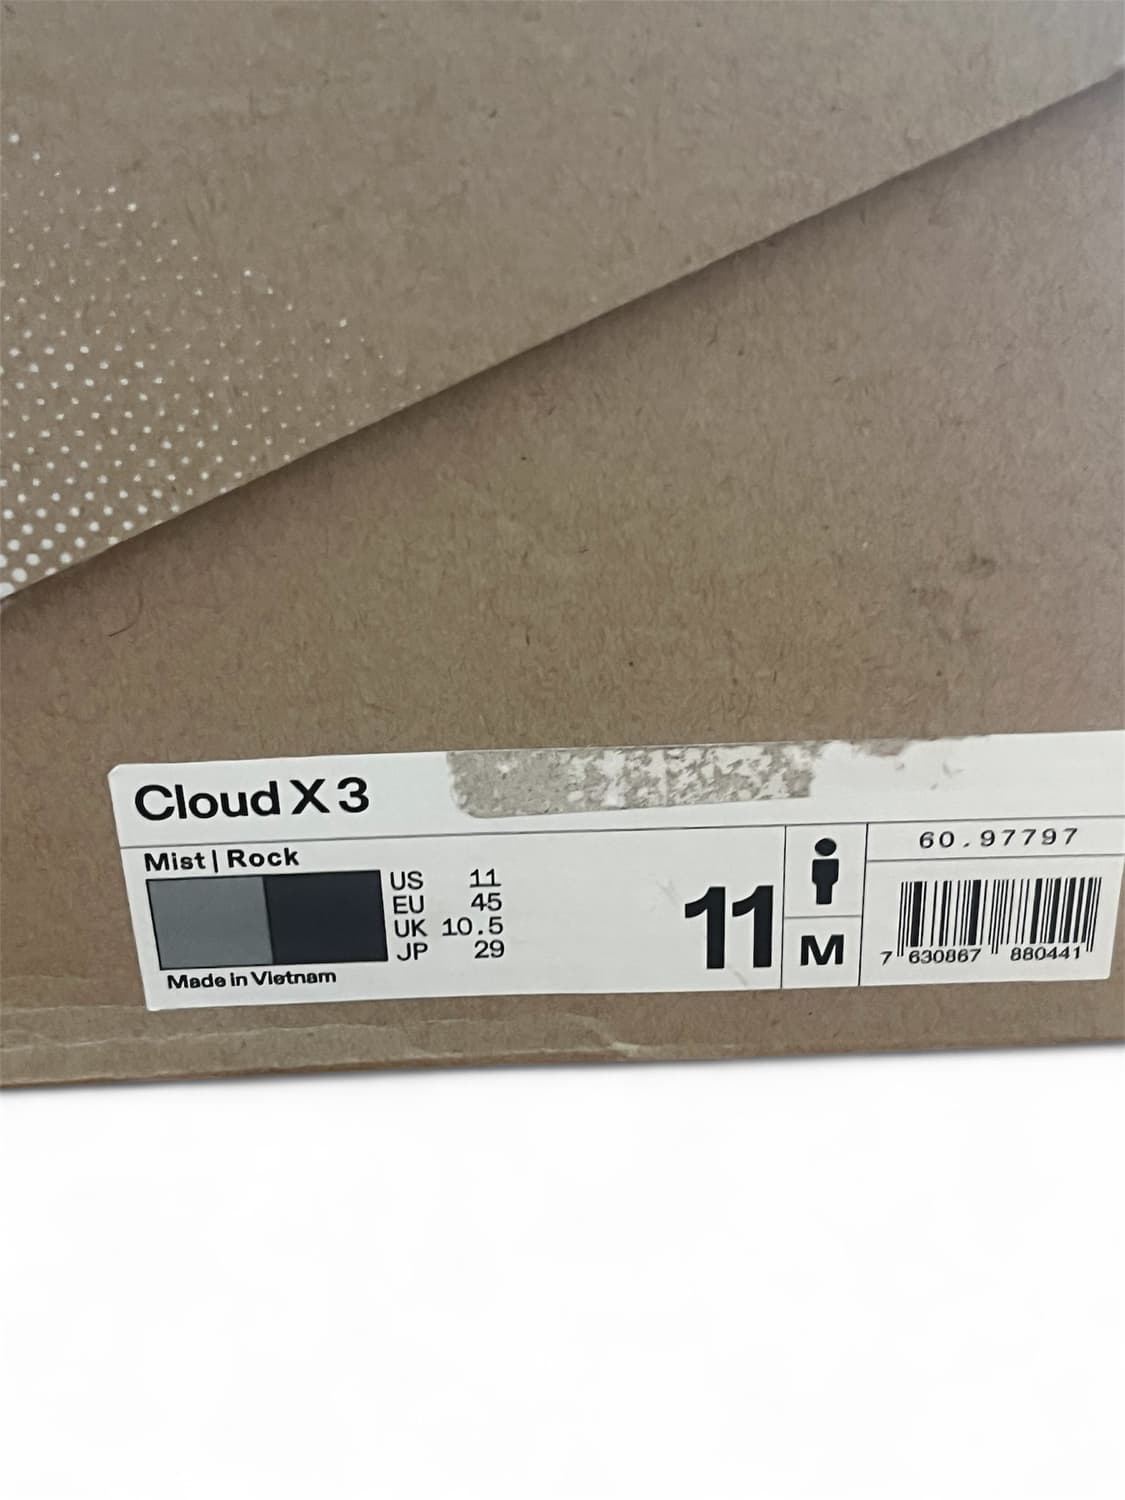 Cloud X 3
Mist | Rock
US 11
EU 45
UK 10.5
JP 29
Made in Vietnam
11
M
60.97797
7 630867 880441